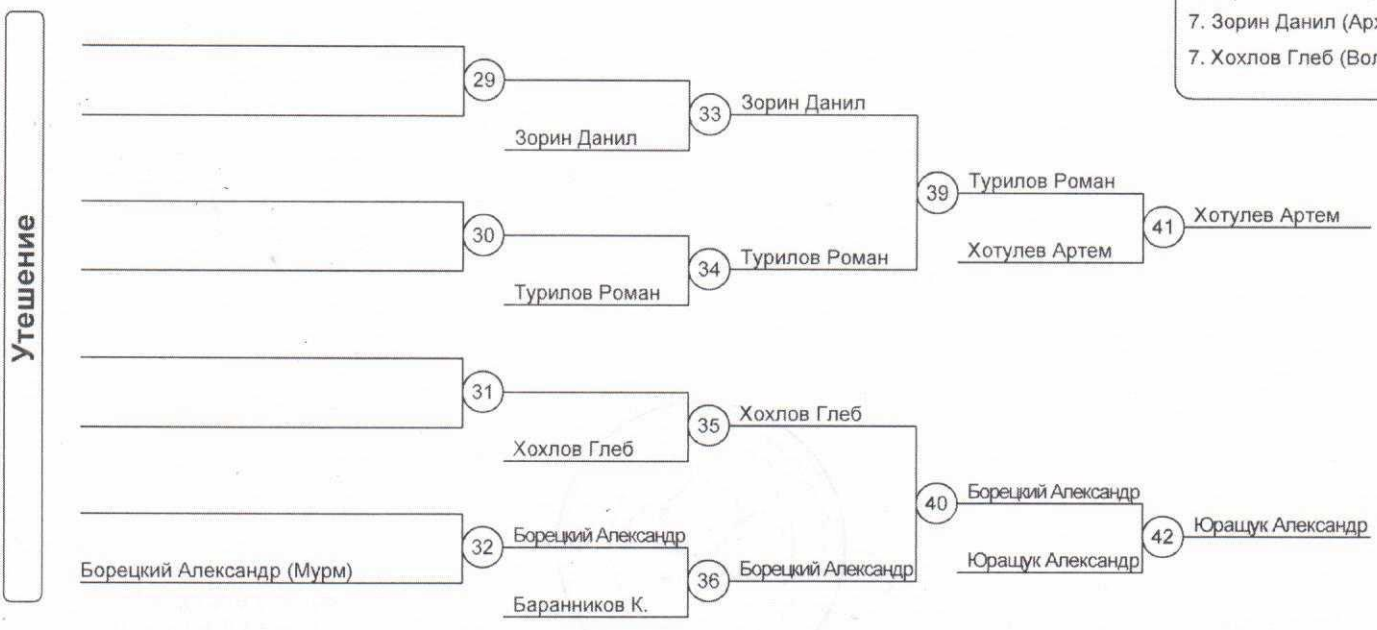 7. Зорин Данил (Арх
7. Хохлов Глеб (Вол
Утешение
29
Зорин Данил
33
Зорин Данил
30
Турилов Роман
34
Турилов Роман
39
Турилов Роман
Хотулев Артем
41
Хотулев Артем
31
Хохлов Глеб
35
Хохлов Глеб
Борецкий Александр (Мурм)
32
Борецкий Александр
Баранников К.
36
Борецкий Александр
40
Борецкий Александр
Юращук Александр
42
Юращук Александр